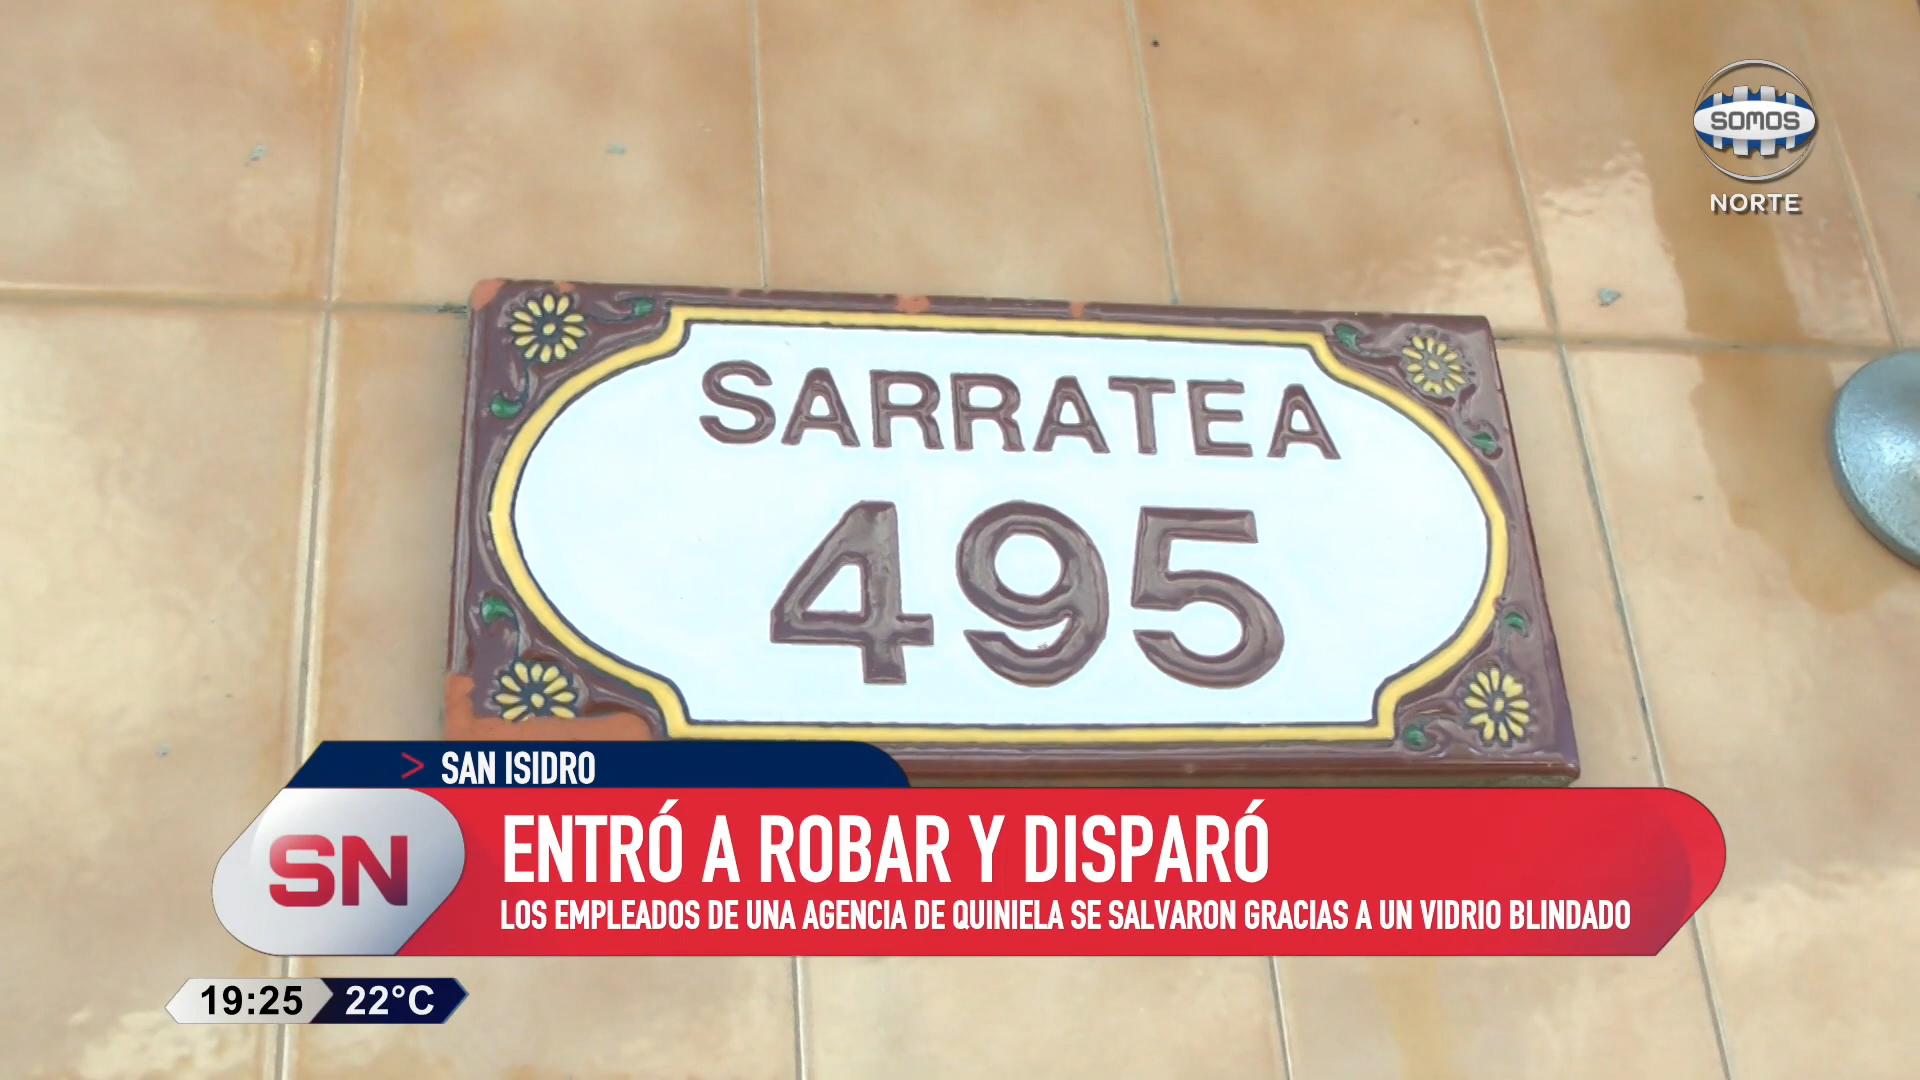 SOMOS
NORTE
SARRATEA
495
> SAN ISIDRO
SN
ENTRÓ A ROBAR Y DISPARÓ
LOS EMPLEADOS DE UNA AGENCIA DE QUINIELA SE SALVARON GRACIAS A UN VIDRIO BLINDADO
19:25 22°C